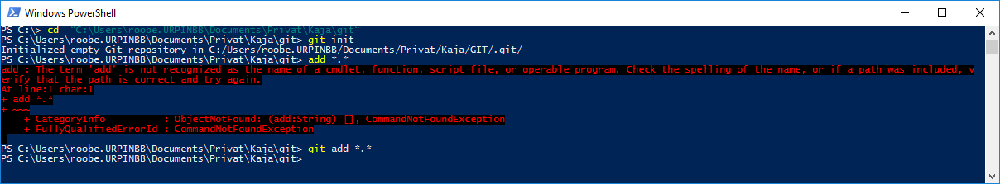 Windows PowerShell
PS C:\> cd  "C:\Users\roobe.URPINBB\Documents\Privat\Kaja\git"
PS C:\Users\roobe.URPINBB\Documents\Privat\Kaja\git> git init
Initialized empty Git repository in C:/Users/roobe.URPINBB/Documents/Privat/Kaja/GIT/.git/
PS C:\Users\roobe.URPINBB\Documents\Privat\Kaja\git> add *.*
add : The term 'add' is not recognized as the name of a cmdlet, function, script file, or operable program. Check the spelling of the name, or if a path was included, v
erify that the path is correct and try again.
At line:1 char:1
+ add *.*
+ ~~~
    + CategoryInfo          : ObjectNotFound: (add:String) [], CommandNotFoundException
    + FullyQualifiedErrorId : CommandNotFoundException
PS C:\Users\roobe.URPINBB\Documents\Privat\Kaja\git> git add *.*
PS C:\Users\roobe.URPINBB\Documents\Privat\Kaja\git>